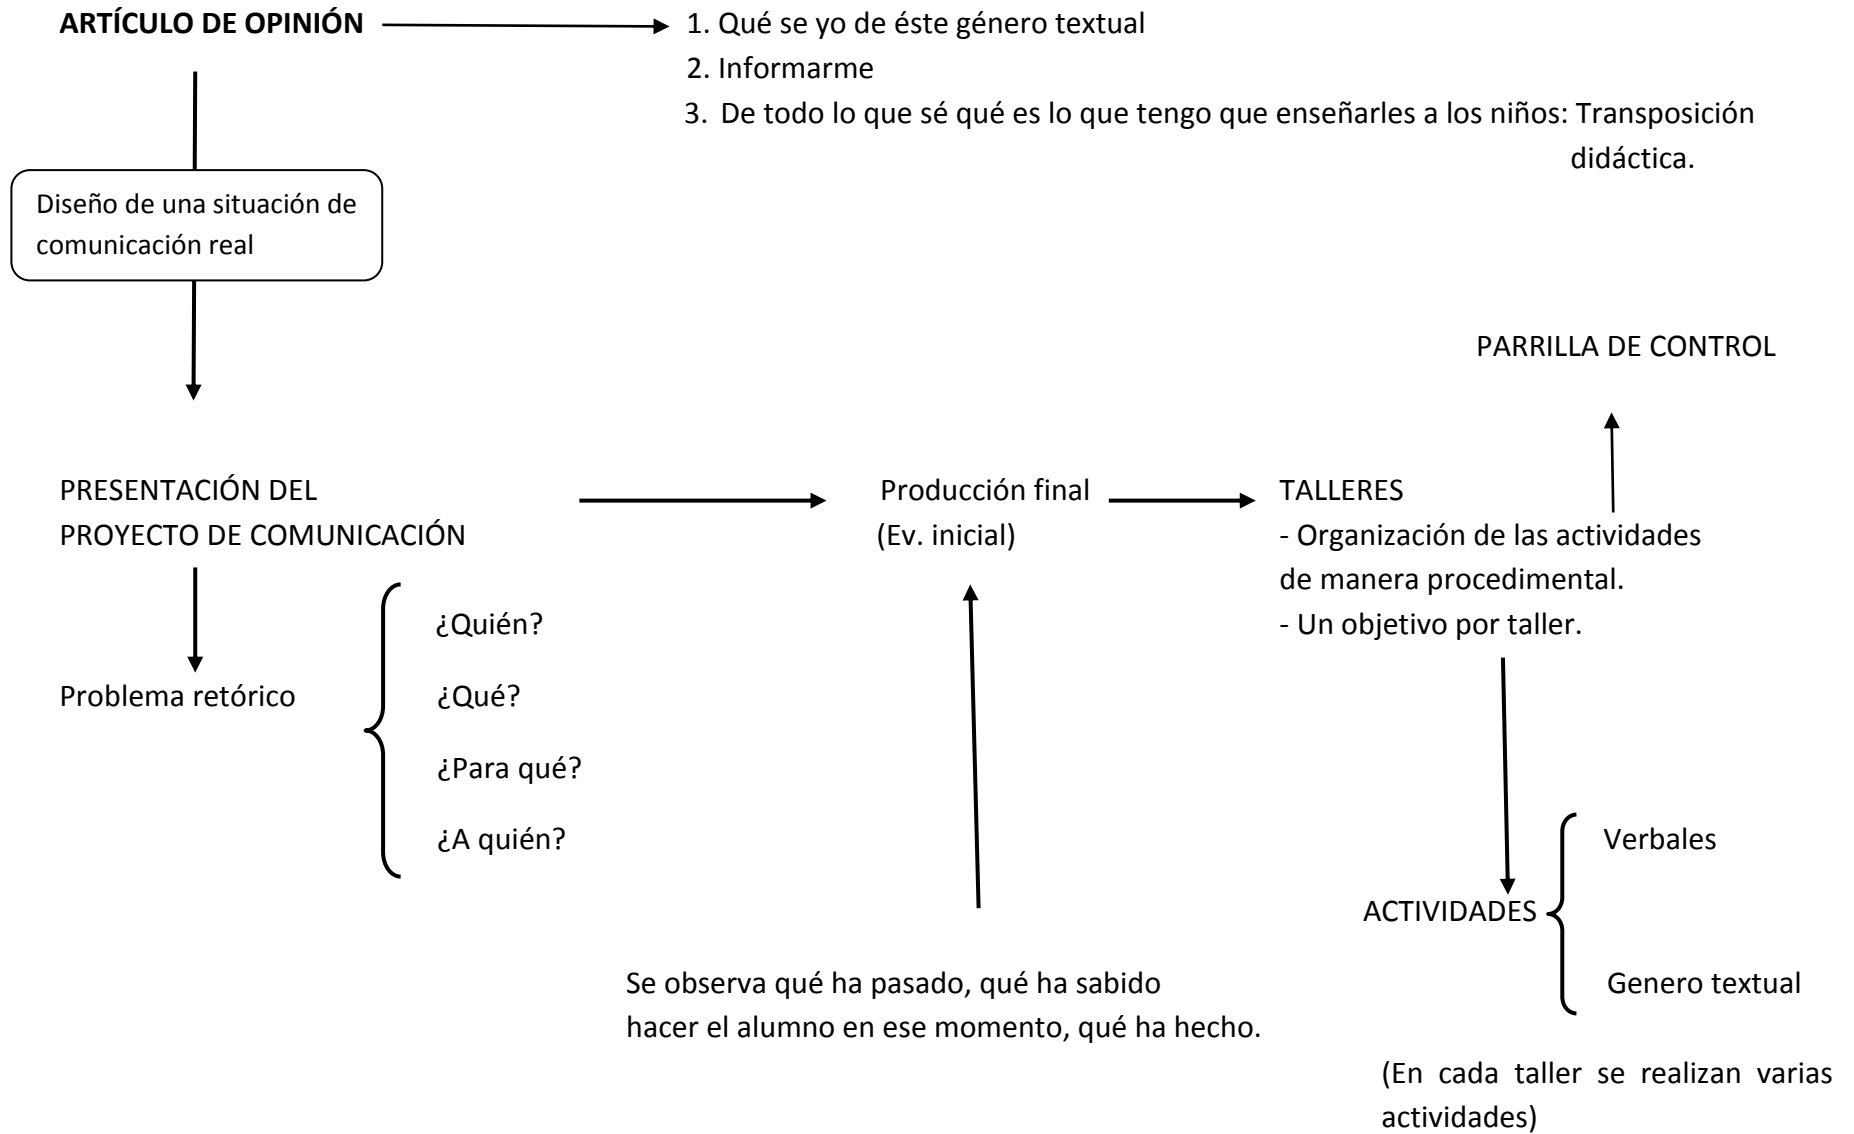 ARTÍCULO DE OPINIÓN
1. Qué se yo de éste género textual
2. Informarme
3. De todo lo que sé qué es lo que tengo que enseñarles a los niños: Transposición
didáctica.
Diseño de una situación de
comunicación real
PARRILLA DE CONTROL
PRESENTACIÓN DEL
PROYECTO DE COMUNICACIÓN
Producción final
(Ev. inicial)
TALLERES
- Organización de las actividades
de manera procedimental.
- Un objetivo por taller.
Problema retórico
¿Quién?
¿Qué?
¿Para qué?
¿A quién?
Verbales
ACTIVIDADES
Genero textual
Se observa qué ha pasado, qué ha sabido
hacer el alumno en ese momento, qué ha hecho.
(En cada taller se realizan varias
actividades)